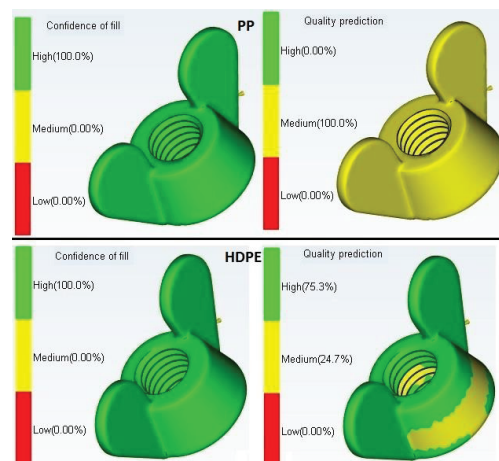 Confidence of fill
PP
Quality prediction
High(100.0%)
High(0.00%)
Medium(0.00%)
Medium(100.0%)
Low(0.00%)
Low(0.00%)
Confidence of fill
HDPE
Quality prediction
High(100.0%)
High(75.3%)
Medium(0.00%)
Medium(24.7%)
Low(0.00%)
Low(0.00%)